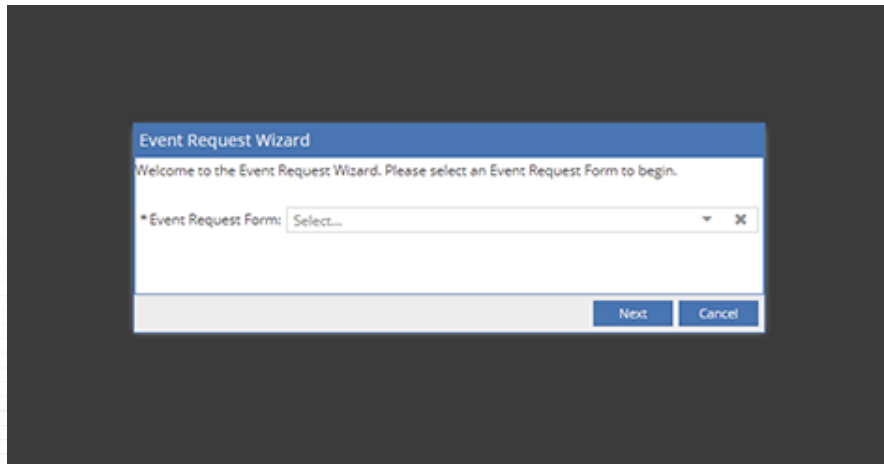 Event Request Wizard
Welcome to the Event Request Wizard. Please select an Event Request Form to begin.
*Event Request Form: Select...
Next Cancel